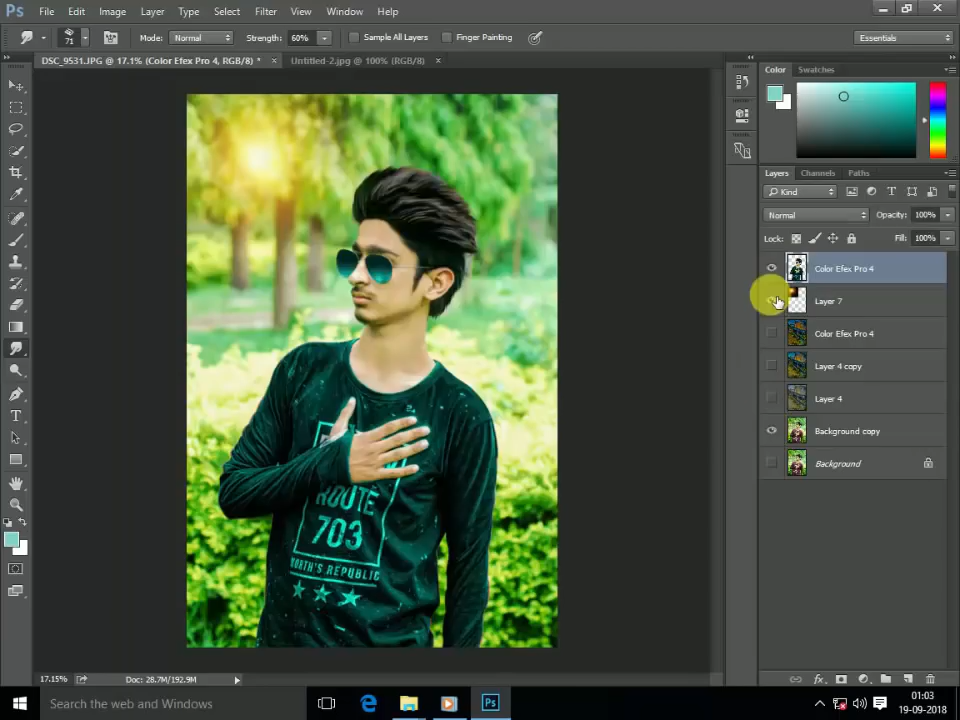 Ps File Edit Image Layer Type Select Filter View Window Help
71 Mode: Normal Strength: 60% Sample All Layers Finger Painting Essentials
DSC_9531.JPG @ 17.1% (Color Efex Pro 4, RGB/8) * × Untitled-2.jpg @ 100% (RGB/8) ×
Color Swatches
Layers Channels Paths
Kind
Normal Opacity: 100%
Lock: Fill: 100%
Color Efex Pro 4
Layer 7
Color Efex Pro 4
Layer 4 copy
Layer 4
Background copy
Background
ROUTE
703
NORTH'S REPUBLIC
17.15% Doc: 28.7M/192.9M
Search the web and Windows
Ps
01:03
19-09-2018